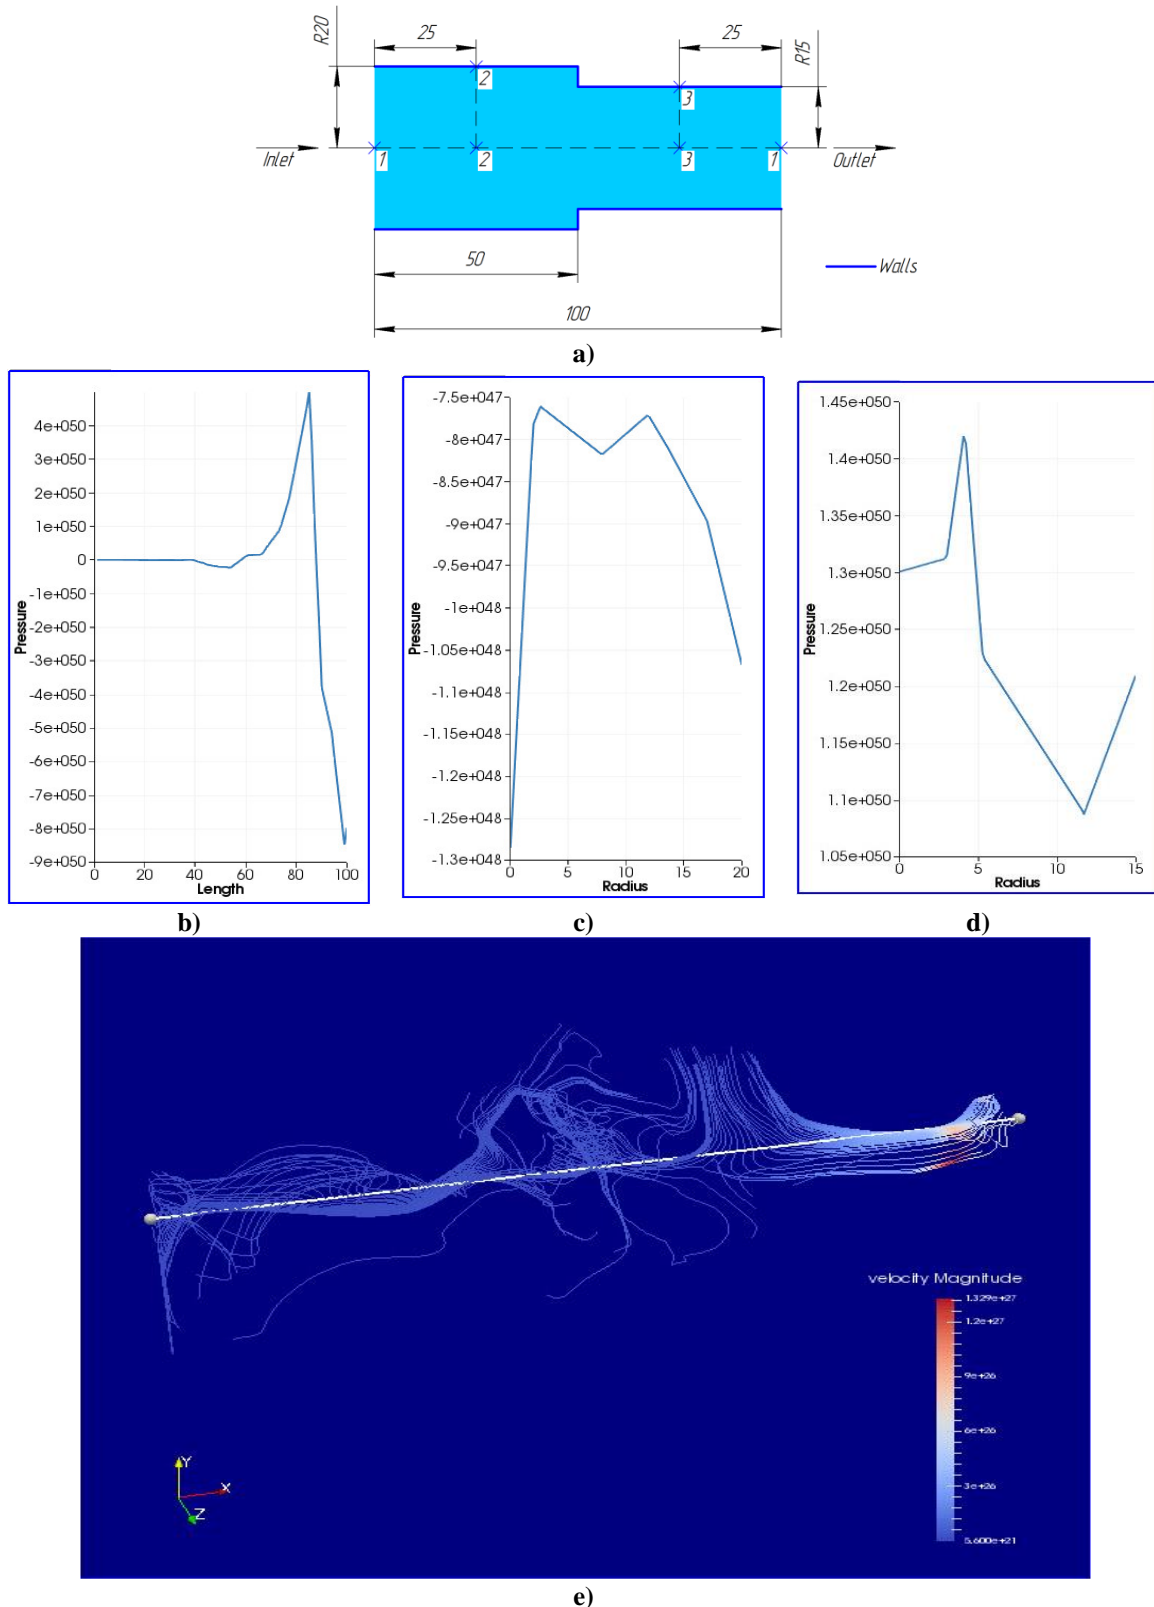 R20
25
25
R15
2
3
Inlet
1
2
3
1
Outlet
50
Walls
100
a)
4e+050
3e+050
2e+050
1e+050
0
-1e+050
-2e+050
-3e+050
-4e+050
-5e+050
-6e+050
-7e+050
-8e+050
-9e+050
Pressure
0 20 40 60 80 100
Length
-7.5e+047
-8e+047
-8.5e+047
-9e+047
-9.5e+047
-1e+048
-1.05e+048
-1.1e+048
-1.15e+048
-1.2e+048
-1.25e+048
-1.3e+048
Pressure
0 5 10 15 20
Radius
1.45e+050
1.4e+050
1.35e+050
1.3e+050
1.25e+050
1.2e+050
1.15e+050
1.1e+050
1.05e+050
Pressure
0 5 10 15
Radius
b)
c)
d)
velocity Magnitude
1.329e+27
1.2e+27
9e+26
6e+26
3e+26
5.600e+21
Y
X
Z
e)